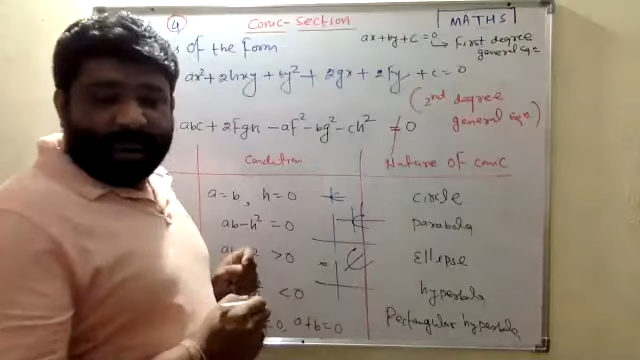 ④ Conic-Section MATHS
s of the form ax+by+c=0 → First degree general eqn
ax²+2hxy+by²+2gx+2fy+c=0
(2nd degree general eqn)
abc+2fgh-af²-bg²-ch² ≠ 0
Condition Nature of conic
a=b, h=0 circle
ab-h²=0 parabola
>0 Ellipse
<0 hyperbola
=0, a+b=0 Rectangular hyperbola